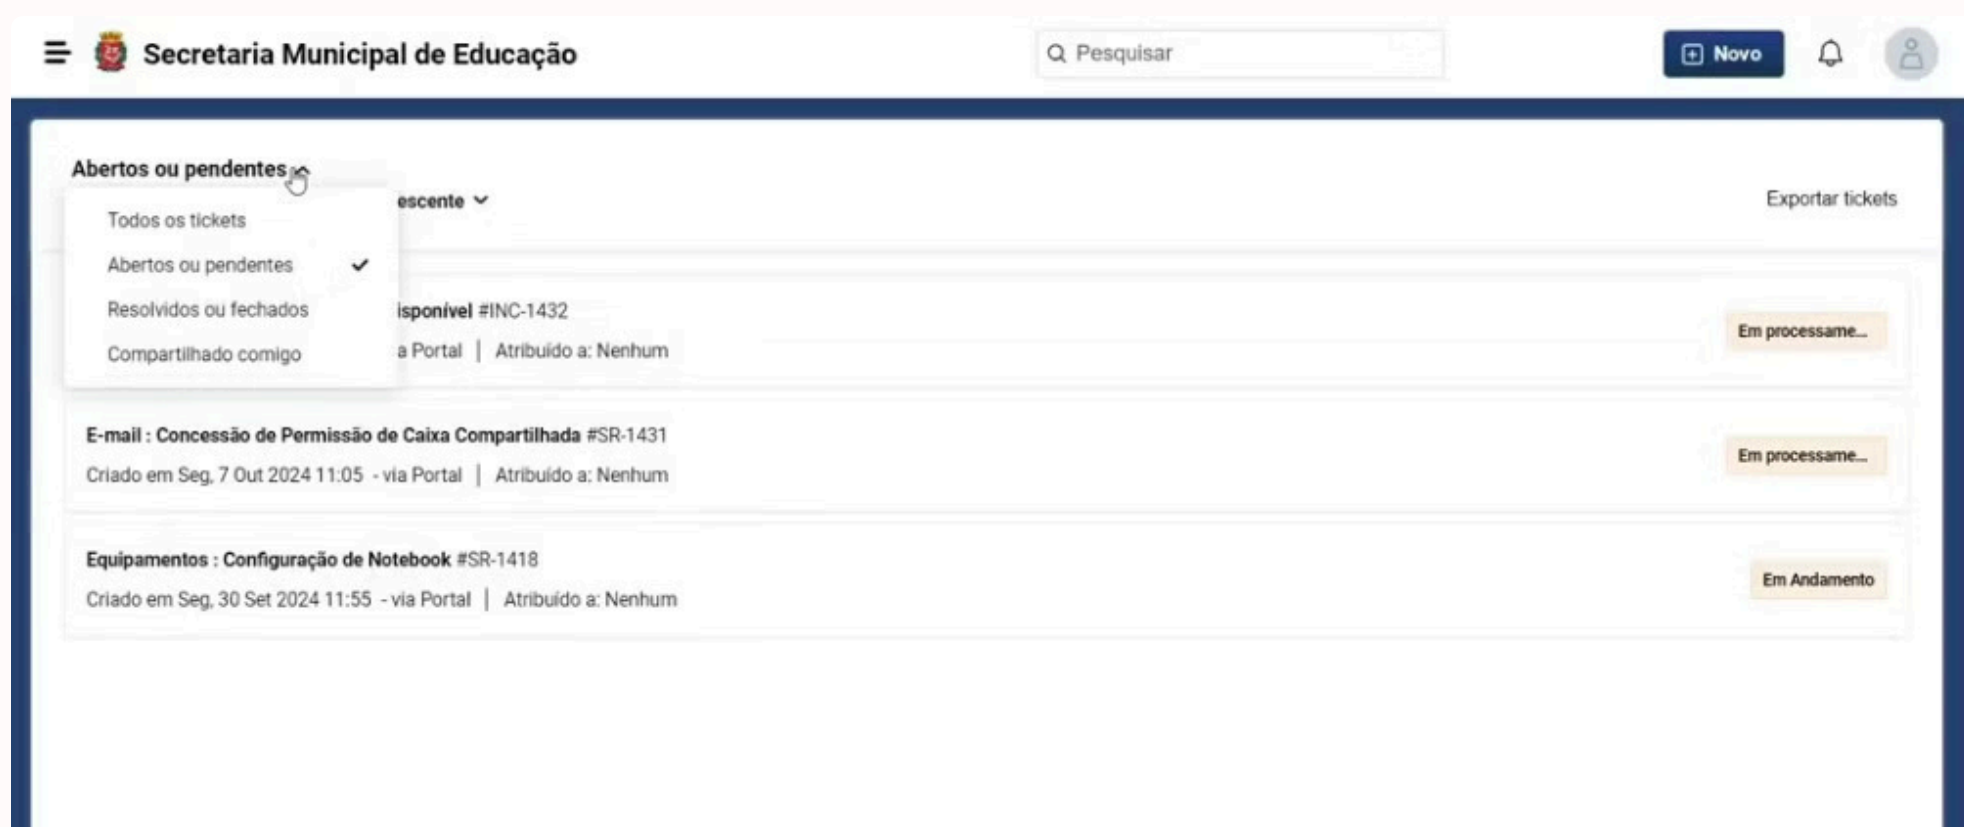 Secretaria Municipal de Educação
Pesquisar
Novo
Abertos ou pendentes
escente
Exportar tickets
Todos os tickets
Abertos ou pendentes
Resolvidos ou fechados
Compartilhado comigo
isponível #INC-1432
a Portal | Atribuído a: Nenhum
Em processame...
E-mail : Concessão de Permissão de Caixa Compartilhada #SR-1431
Criado em Seg, 7 Out 2024 11:05 - via Portal | Atribuído a: Nenhum
Em processame...
Equipamentos : Configuração de Notebook #SR-1418
Criado em Seg, 30 Set 2024 11:55 - via Portal | Atribuído a: Nenhum
Em Andamento